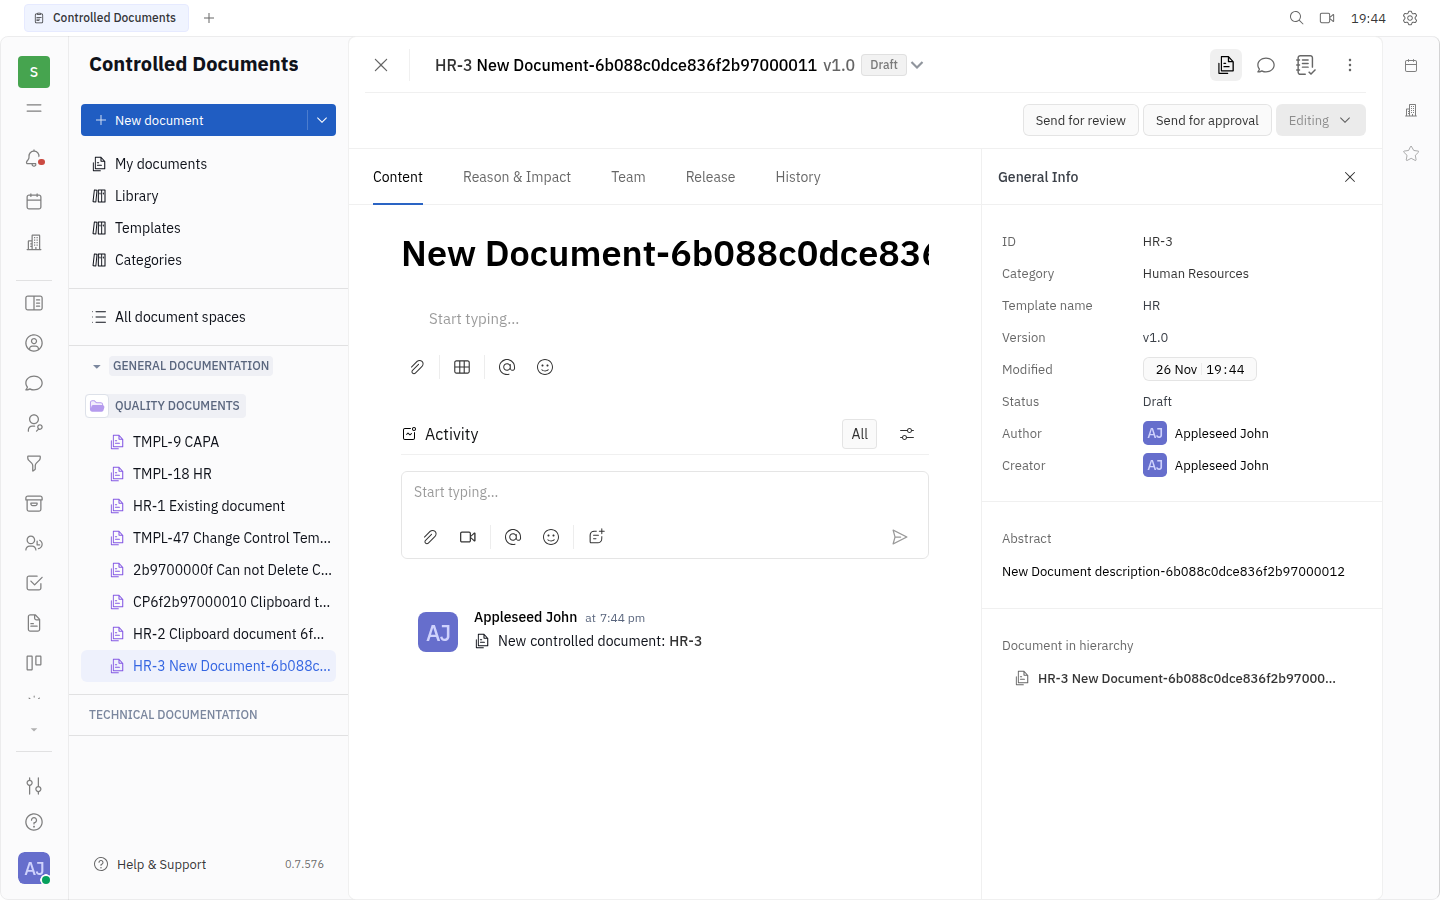 Controlled Documents
19:44
S
Controlled Documents
New document
My documents
Library
Templates
Categories
All document spaces
GENERAL DOCUMENTATION
QUALITY DOCUMENTS
TMPL-9 CAPA
TMPL-18 HR
HR-1 Existing document
TMPL-47 Change Control Tem...
2b9700000f Can not Delete C...
CP6f2b97000010 Clipboard t...
HR-2 Clipboard document 6f...
HR-3 New Document-6b088c...
TECHNICAL DOCUMENTATION
Help & Support
0.7.576
AJ
HR-3 New Document-6b088c0dce836f2b97000011 v1.0 Draft
Send for review
Send for approval
Editing
Content
Reason & Impact
Team
Release
History
New Document-6b088c0dce836
Start typing...
Activity
All
Start typing...
AJ
Appleseed John at 7:44 pm
New controlled document: HR-3
General Info
ID HR-3
Category Human Resources
Template name HR
Version v1.0
Modified 26 Nov 19:44
Status Draft
Author AJ Appleseed John
Creator AJ Appleseed John
Abstract
New Document description-6b088c0dce836f2b97000012
Document in hierarchy
HR-3 New Document-6b088c0dce836f2b97000...